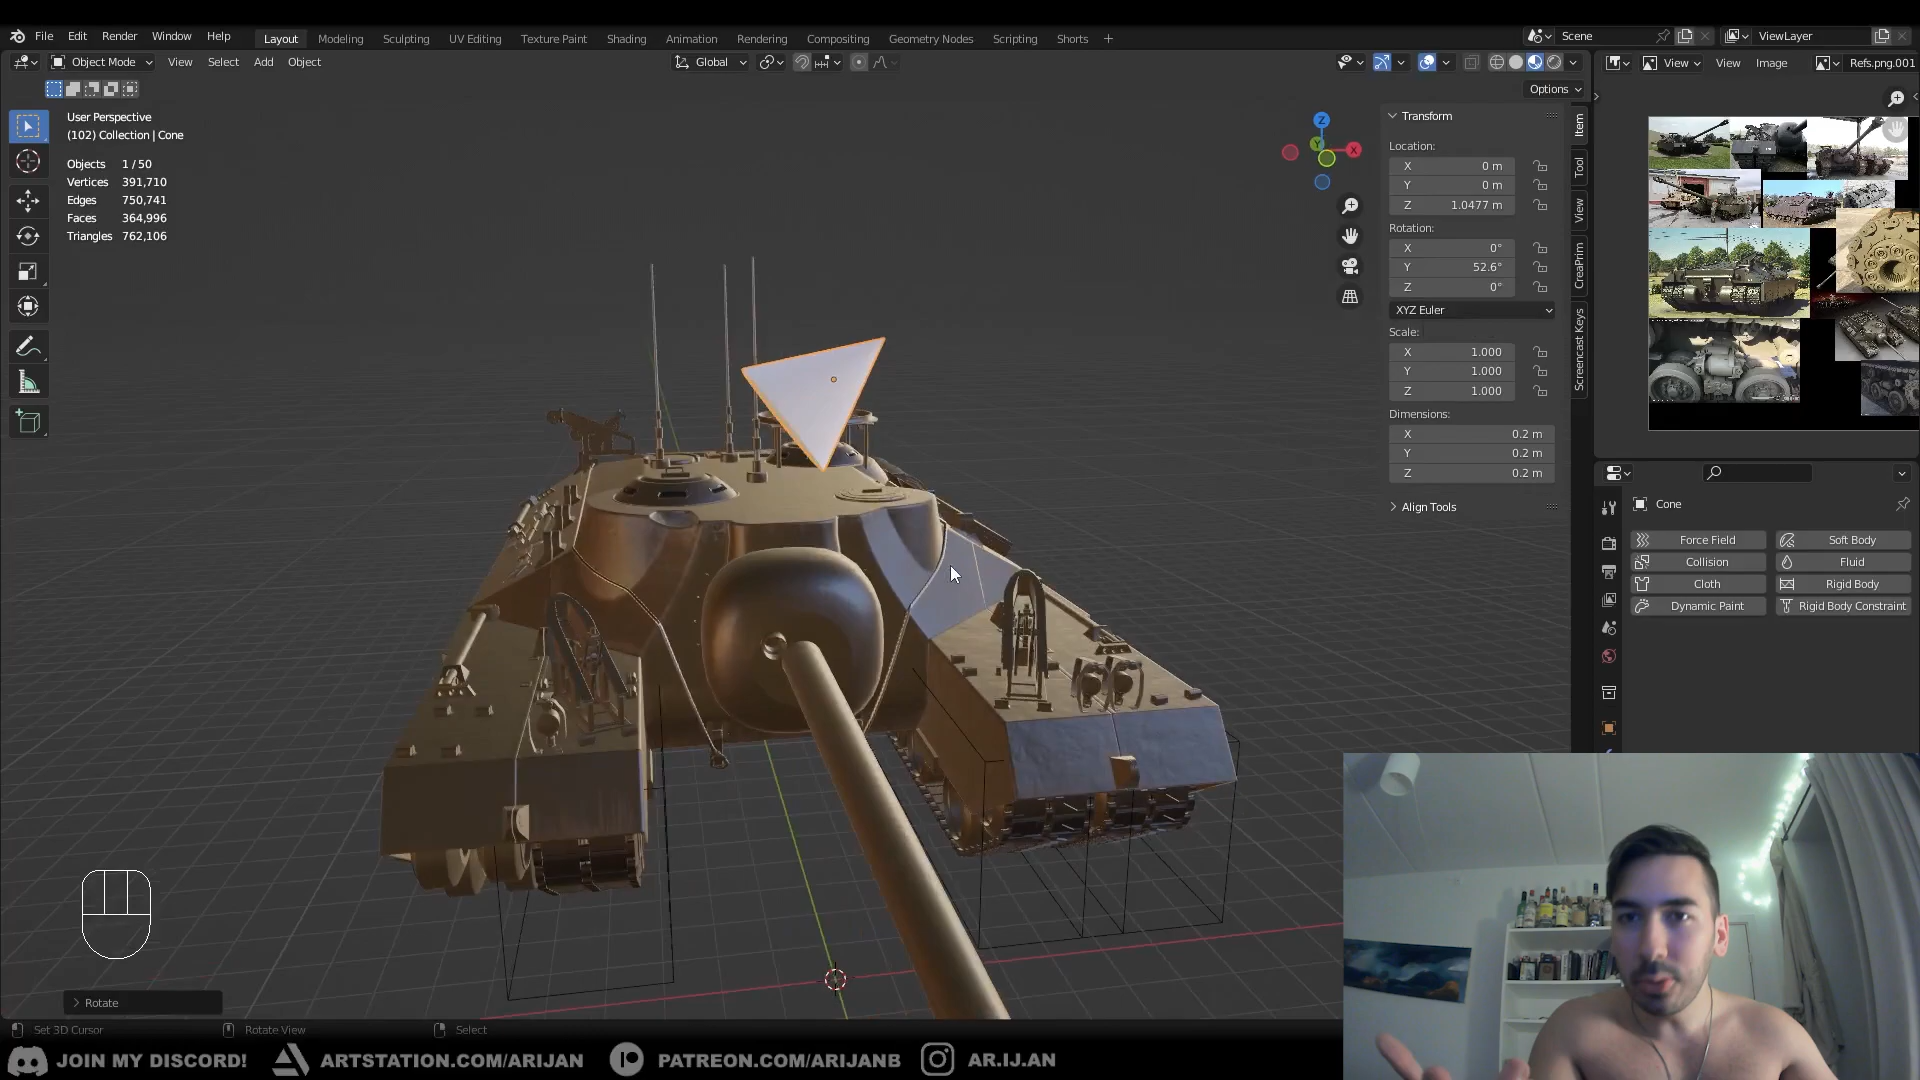 File Edit Render Window Help Layout Modeling Sculpting UV Editing Texture Paint Shading Animation Rendering Compositing Geometry Nodes Scripting Shorts + Scene ViewLayer
Object Mode View Select Add Object Global View View Image Refs.png.001
Options
User Perspective
(102) Collection | Cone
Objects 1 / 50
Vertices 391,710
Edges 750,741
Faces 364,996
Triangles 762,106
Z
Y
X
Transform
Location:
X 0 m
Y 0 m
Z 1.0477 m
Rotation:
X 0°
Y 52.6°
Z 0°
XYZ Euler
Scale:
X 1.000
Y 1.000
Z 1.000
Dimensions:
X 0.2 m
Y 0.2 m
Z 0.2 m
Align Tools
Item
Tool
View
CreaPrim
Screencast Keys
Cone
Force Field Soft Body
Collision Fluid
Cloth Rigid Body
Dynamic Paint Rigid Body Constraint
Rotate
Set 3D Cursor Rotate View Select
JOIN MY DISCORD! ARTSTATION.COM/ARIJAN PATREON.COM/ARIJANB AR.IJ.AN